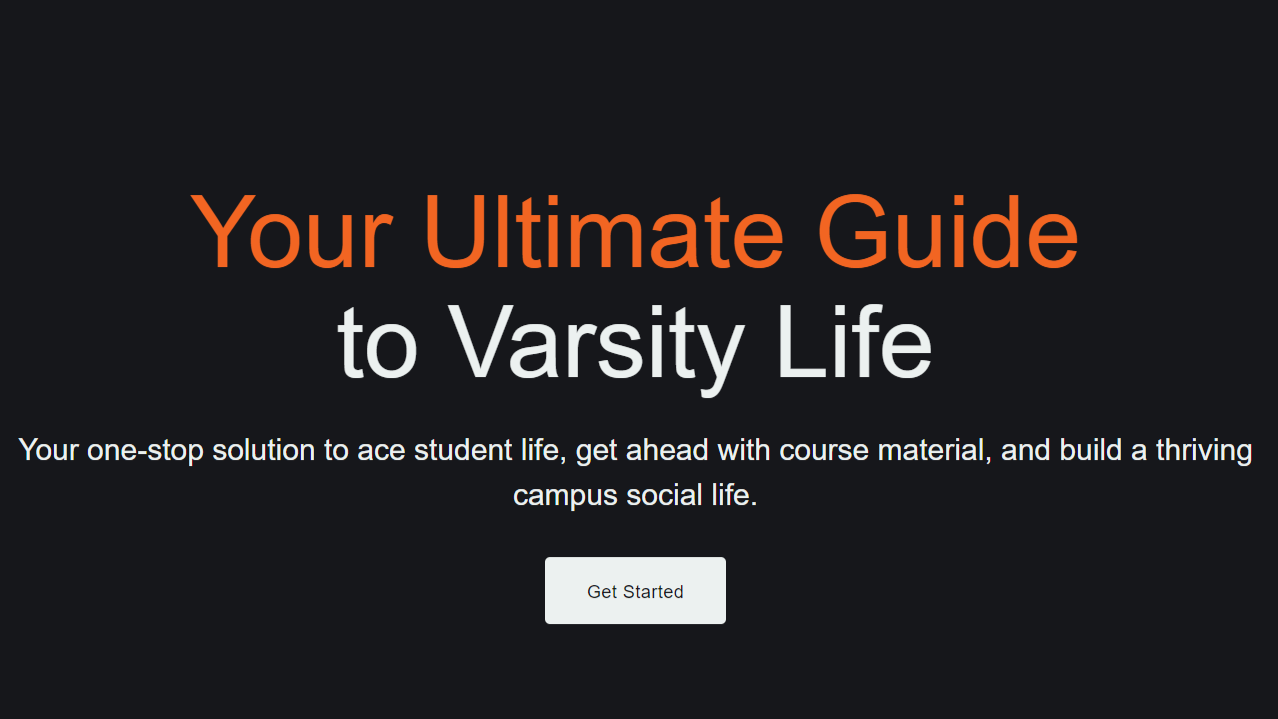 Your Ultimate Guide
to Varsity Life
Your one-stop solution to ace student life, get ahead with course material, and build a thriving
campus social life.
Get Started